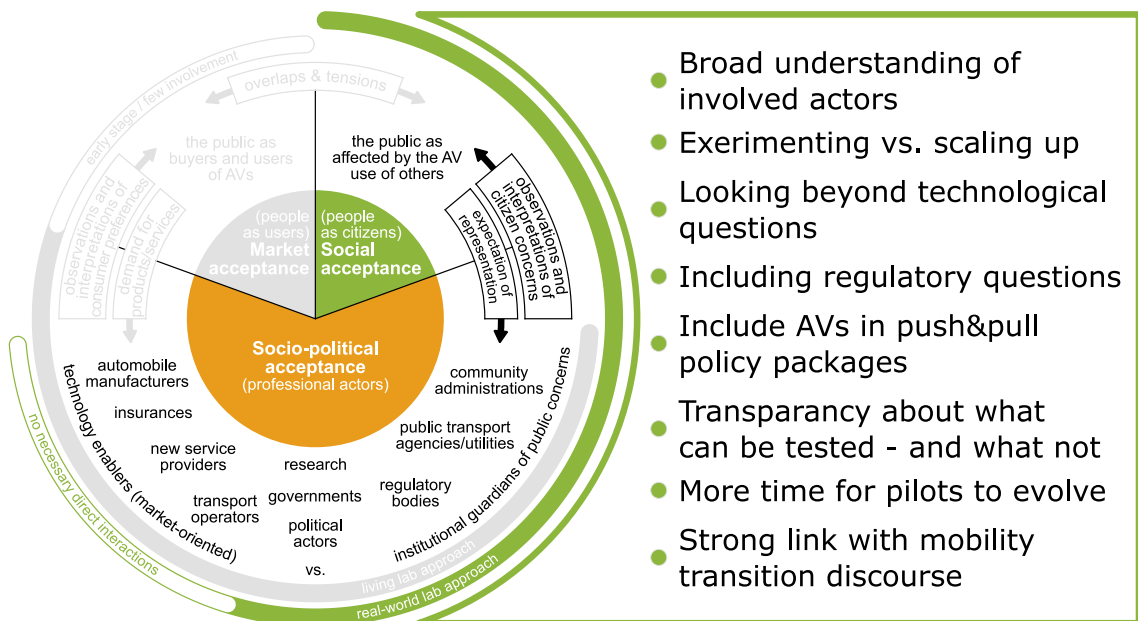 early stage / few involvement
overlaps & tensions
the public as
buyers and users
of AVs
the public as
affected by the AV
use of others
observations and
interpretations of
consumer preferences
demand for
products/services
observations and
interpretations of
citizen concerns
expectation of
representation
(people
as users)
Market
acceptance
(people
as citizens)
Social
acceptance
Socio-political
acceptance
(professional actors)
automobile
manufacturers
insurances
new service
providers
transport
operators
research
governments
political
actors
vs.
regulatory
bodies
public transport
agencies/utilities
community
administrations
technology enablers (market-oriented)
institutional guardians of public concerns
no necessary direct interactions
living lab approach
real-world lab approach
Broad understanding of
involved actors
Exerimenting vs. scaling up
Looking beyond technological
questions
Including regulatory questions
Include AVs in push&pull
policy packages
Transparancy about what
can be tested - and what not
More time for pilots to evolve
Strong link with mobility
transition discourse